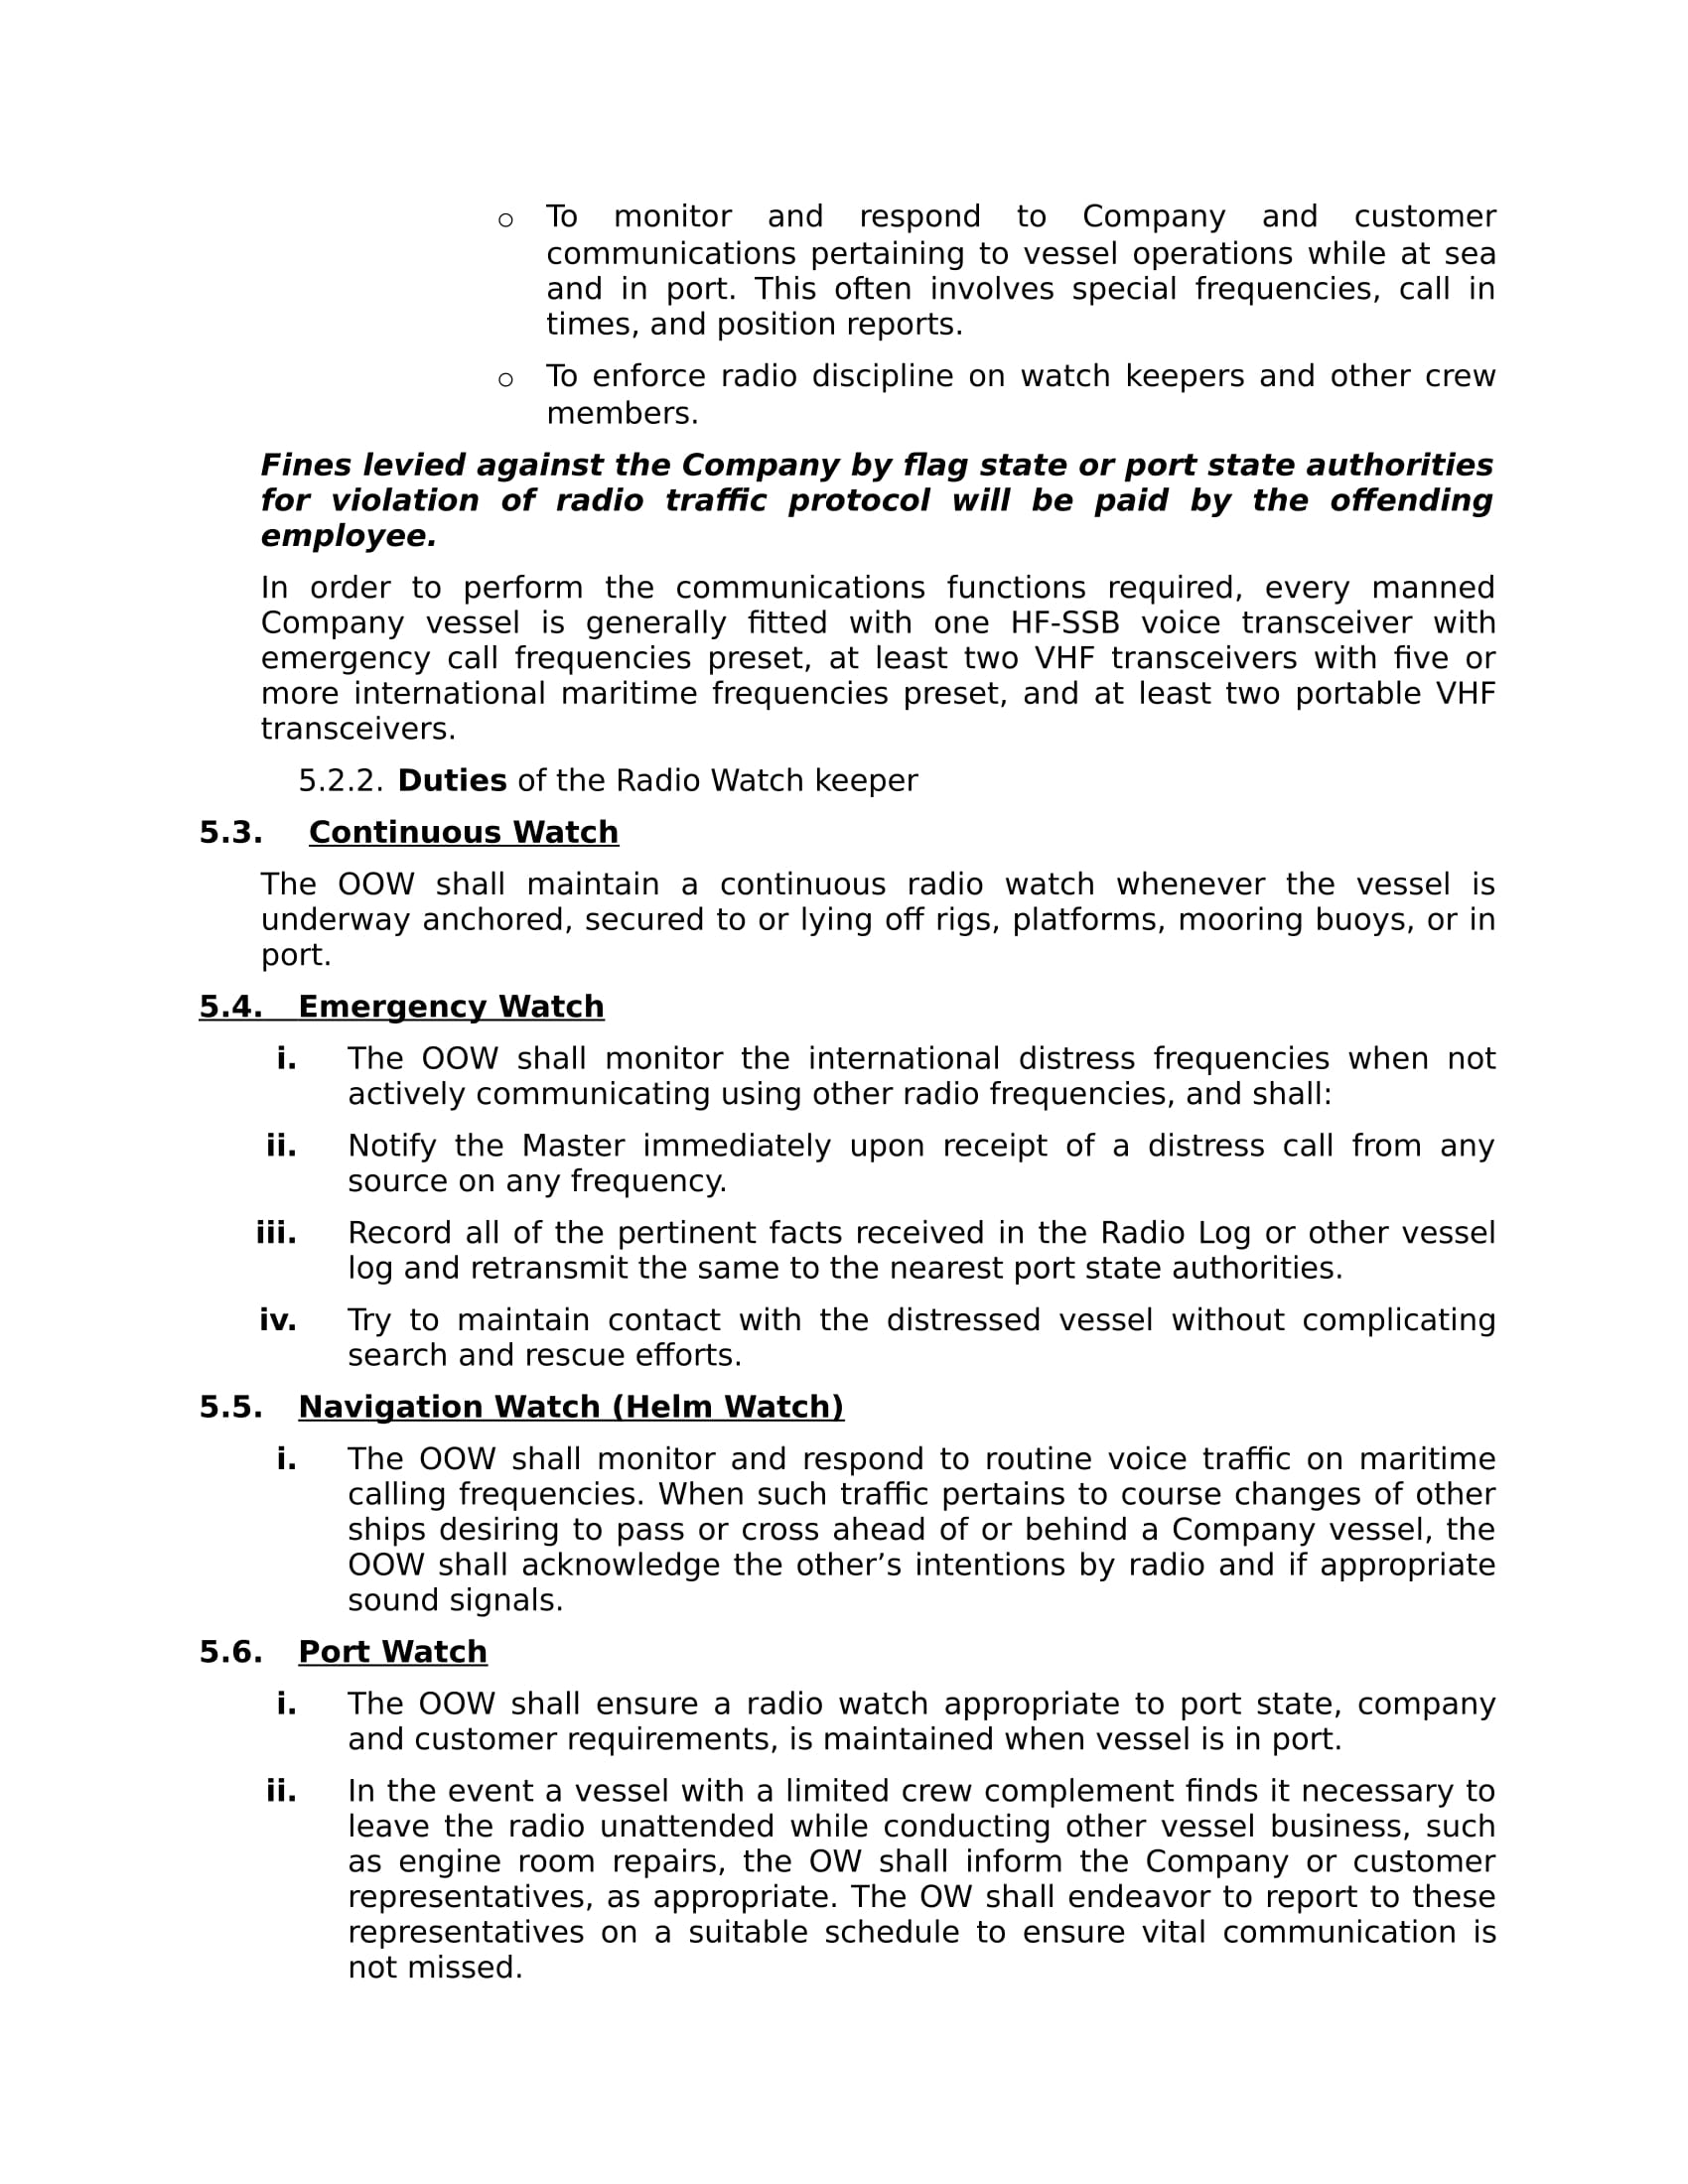 ○ To monitor and respond to Company and customer
communications pertaining to vessel operations while at sea
and in port. This often involves special frequencies, call in
times, and position reports.
○ To enforce radio discipline on watch keepers and other crew
members.
Fines levied against the Company by flag state or port state authorities
for violation of radio traffic protocol will be paid by the offending
employee.
In order to perform the communications functions required, every manned
Company vessel is generally fitted with one HF-SSB voice transceiver with
emergency call frequencies preset, at least two VHF transceivers with five or
more international maritime frequencies preset, and at least two portable VHF
transceivers.
5.2.2. Duties of the Radio Watch keeper
5.3. Continuous Watch
The OOW shall maintain a continuous radio watch whenever the vessel is
underway anchored, secured to or lying off rigs, platforms, mooring buoys, or in
port.
5.4. Emergency Watch
i. The OOW shall monitor the international distress frequencies when not
actively communicating using other radio frequencies, and shall:
ii. Notify the Master immediately upon receipt of a distress call from any
source on any frequency.
iii. Record all of the pertinent facts received in the Radio Log or other vessel
log and retransmit the same to the nearest port state authorities.
iv. Try to maintain contact with the distressed vessel without complicating
search and rescue efforts.
5.5. Navigation Watch (Helm Watch)
i. The OOW shall monitor and respond to routine voice traffic on maritime
calling frequencies. When such traffic pertains to course changes of other
ships desiring to pass or cross ahead of or behind a Company vessel, the
OOW shall acknowledge the other’s intentions by radio and if appropriate
sound signals.
5.6. Port Watch
i. The OOW shall ensure a radio watch appropriate to port state, company
and customer requirements, is maintained when vessel is in port.
ii. In the event a vessel with a limited crew complement finds it necessary to
leave the radio unattended while conducting other vessel business, such
as engine room repairs, the OW shall inform the Company or customer
representatives, as appropriate. The OW shall endeavor to report to these
representatives on a suitable schedule to ensure vital communication is
not missed.